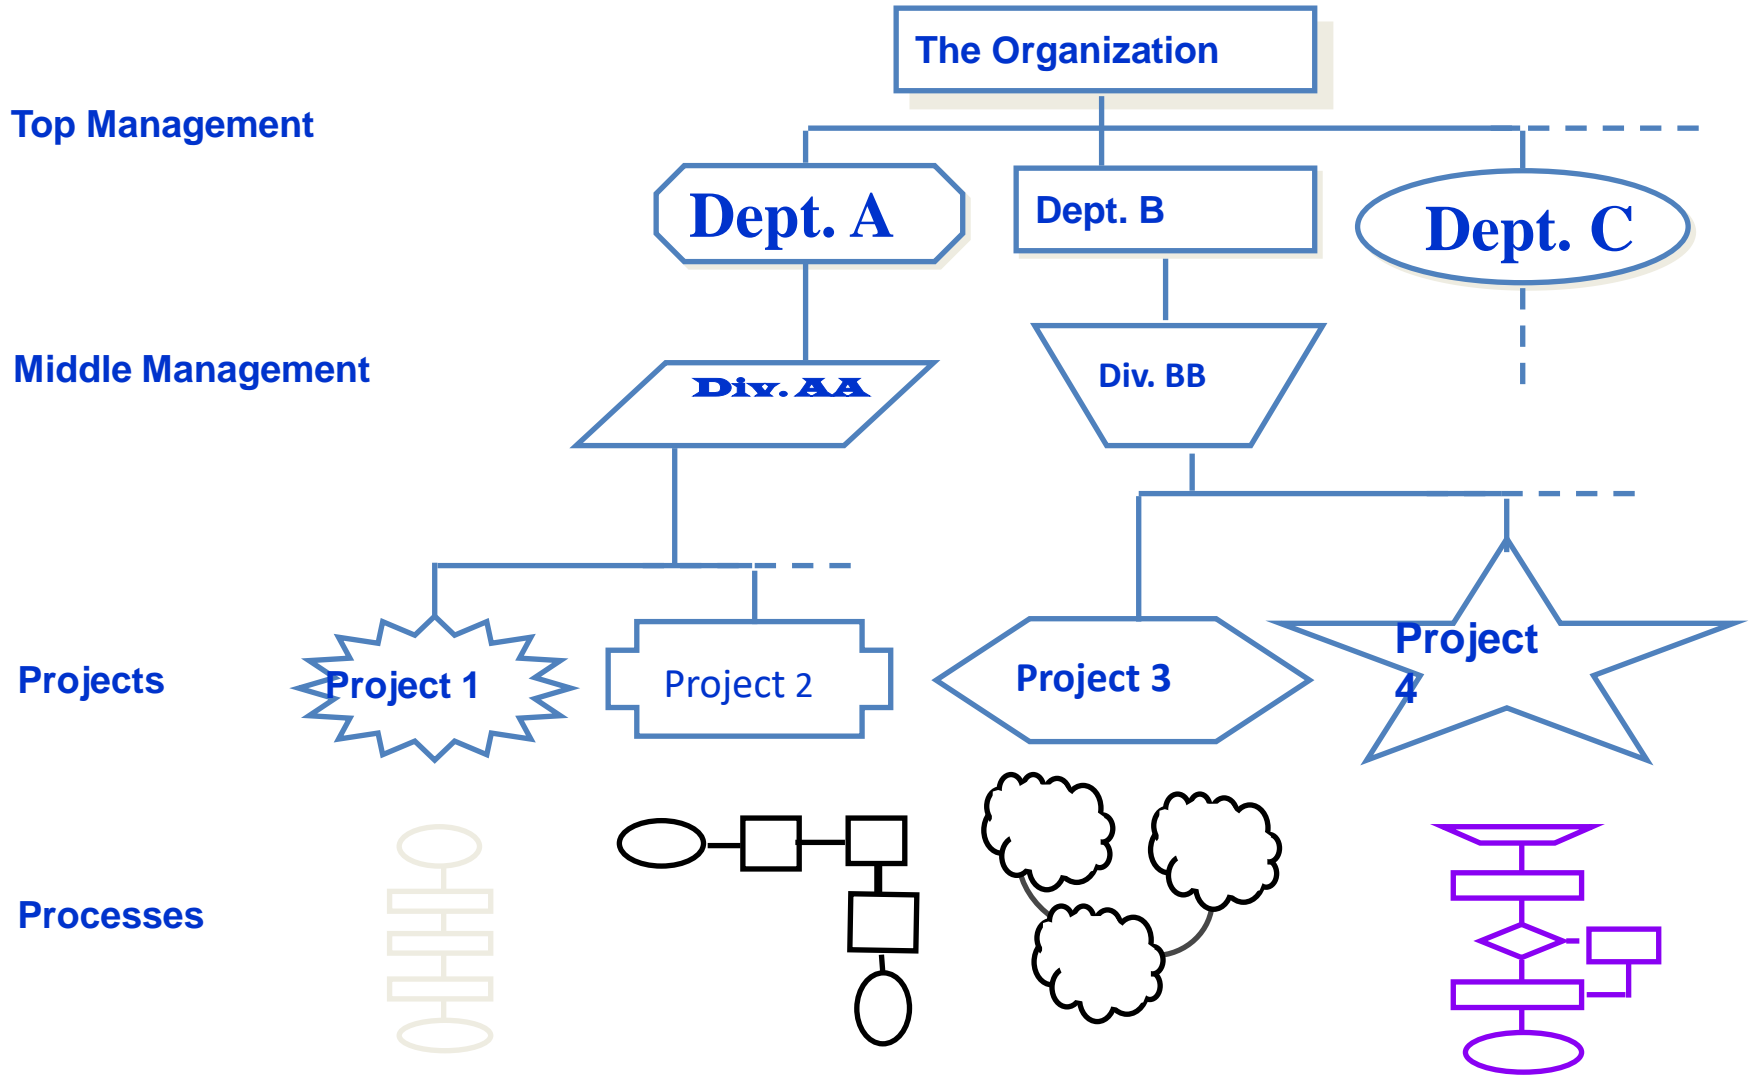 The Organization
Top Management
Dept. A
Dept. B
Dept. C
Middle Management
Div. AA
Div. BB
Projects
Project 1
Project 2
Project 3
Project
4
Processes